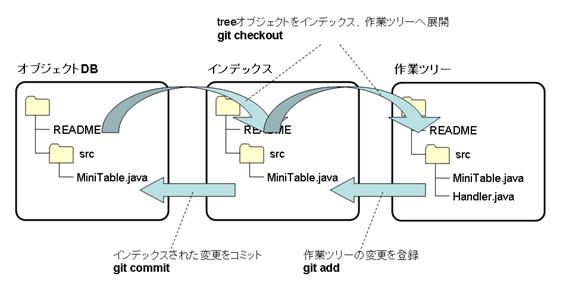 treeオブジェクトをインデックス、作業ツリーへ展開
git checkout
オブジェクトDB
インデックス
作業ツリー
README
src
MiniTable.java
README
src
MiniTable.java
README
src
MiniTable.java
Handler.java
インデックスされた変更をコミット
git commit
作業ツリーの変更を登録
git add